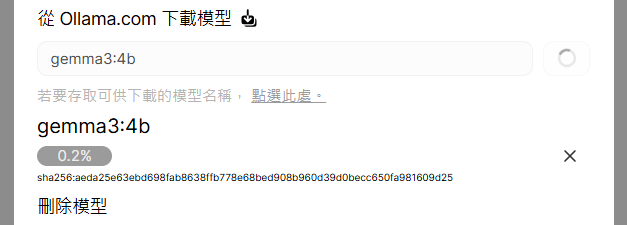 從 Ollama.com 下載模型
gemma3:4b
若要存取可供下載的模型名稱， 點選此處。
gemma3:4b
0.2%
sha256:aeda25e63ebd698fab8638ffb778e68bed908b960d39d0becc650fa981609d25
刪除模型